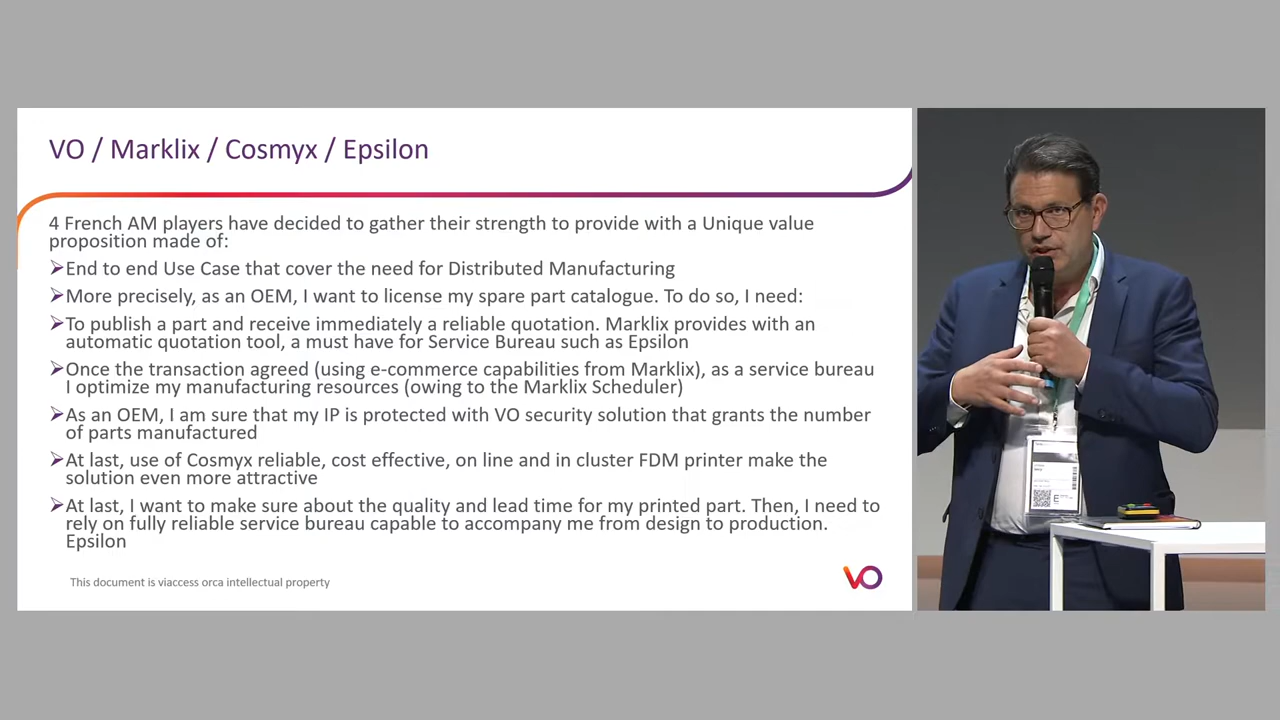 VO / Marklix / Cosmyx / Epsilon
4 French AM players have decided to gather their strength to provide with a Unique value
proposition made of:
➢End to end Use Case that cover the need for Distributed Manufacturing
➢More precisely, as an OEM, I want to license my spare part catalogue. To do so, I need:
➢To publish a part and receive immediately a reliable quotation. Marklix provides with an
automatic quotation tool, a must have for Service Bureau such as Epsilon
➢Once the transaction agreed (using e-commerce capabilities from Marklix), as a service bureau
I optimize my manufacturing resources (owing to the Marklix Scheduler)
➢As an OEM, I am sure that my IP is protected with VO security solution that grants the number
of parts manufactured
➢At last, use of Cosmyx reliable, cost effective, on line and in cluster FDM printer make the
solution even more attractive
➢At last, I want to make sure about the quality and lead time for my printed part. Then, I need to
rely on fully reliable service bureau capable to accompany me from design to production.
Epsilon
This document is viaccess orca intellectual property
VO